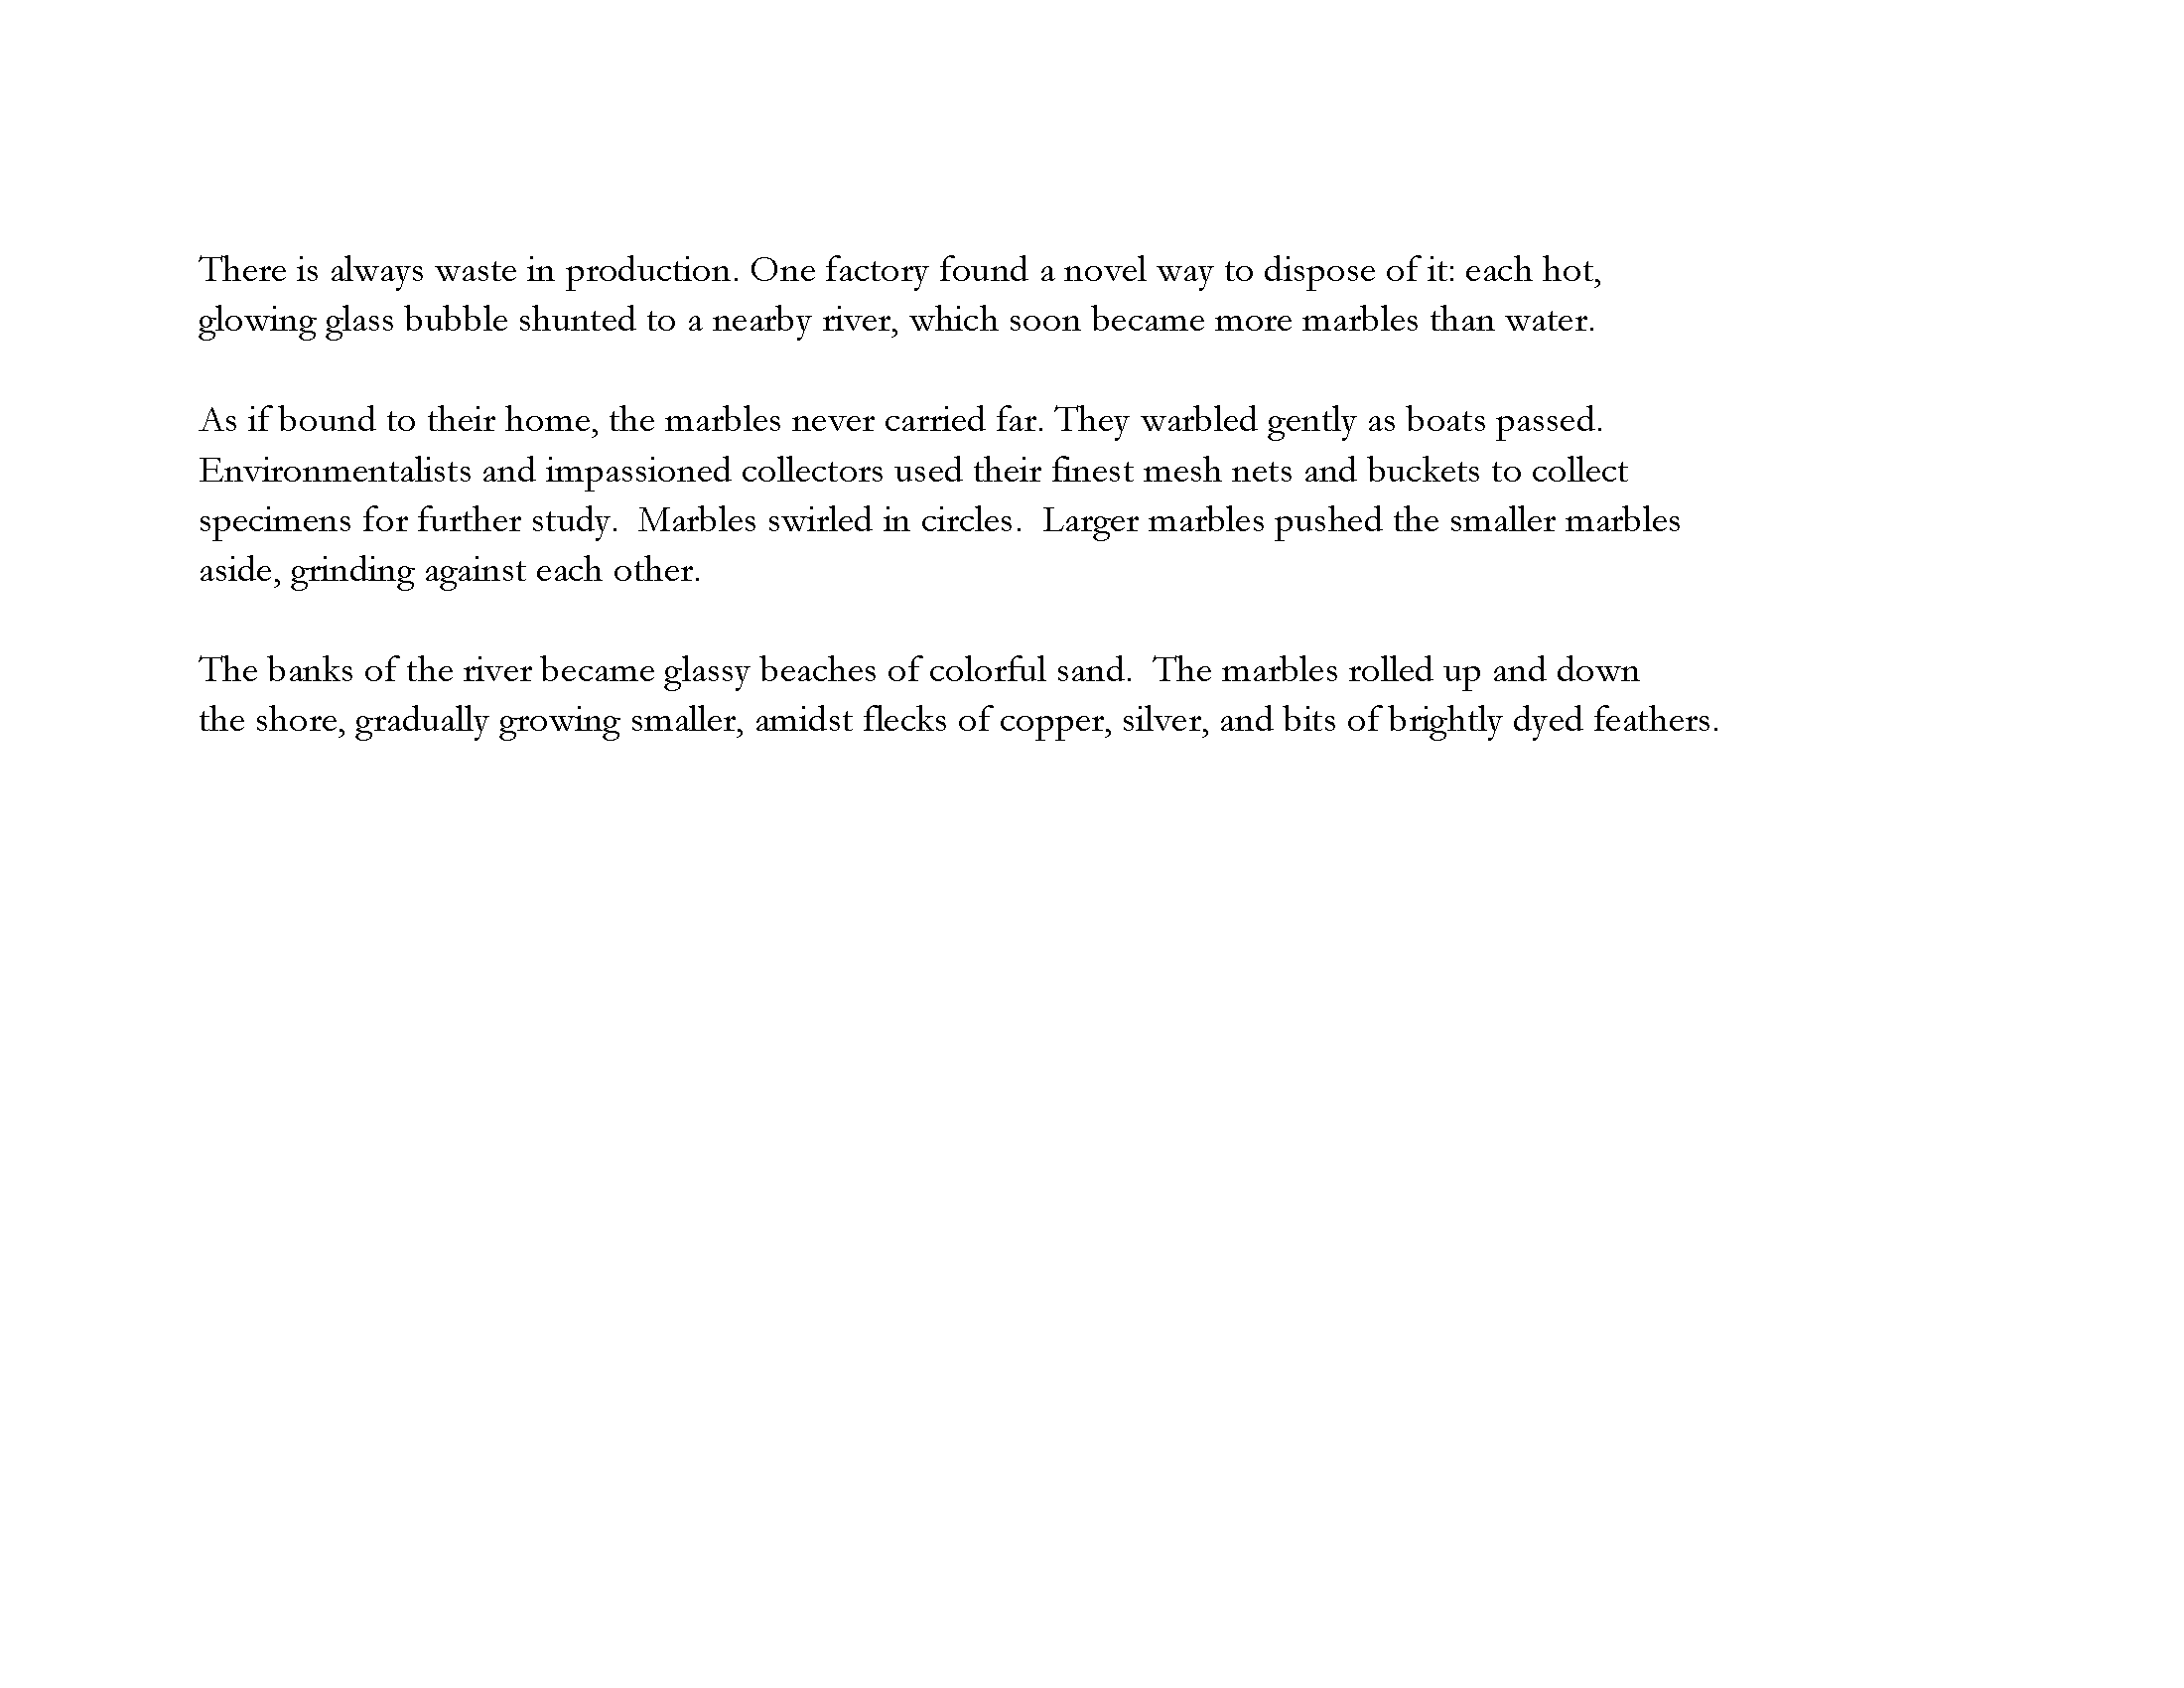 There is always waste in production. One factory found a novel way to dispose of it: each hot,
glowing glass bubble shunted to a nearby river, which soon became more marbles than water.
As if bound to their home, the marbles never carried far. They warbled gently as boats passed.
Environmentalists and impassioned collectors used their finest mesh nets and buckets to collect
specimens for further study.  Marbles swirled in circles.  Larger marbles pushed the smaller marbles
aside, grinding against each other.
The banks of the river became glassy beaches of colorful sand.  The marbles rolled up and down
the shore, gradually growing smaller, amidst flecks of copper, silver, and bits of brightly dyed feathers.